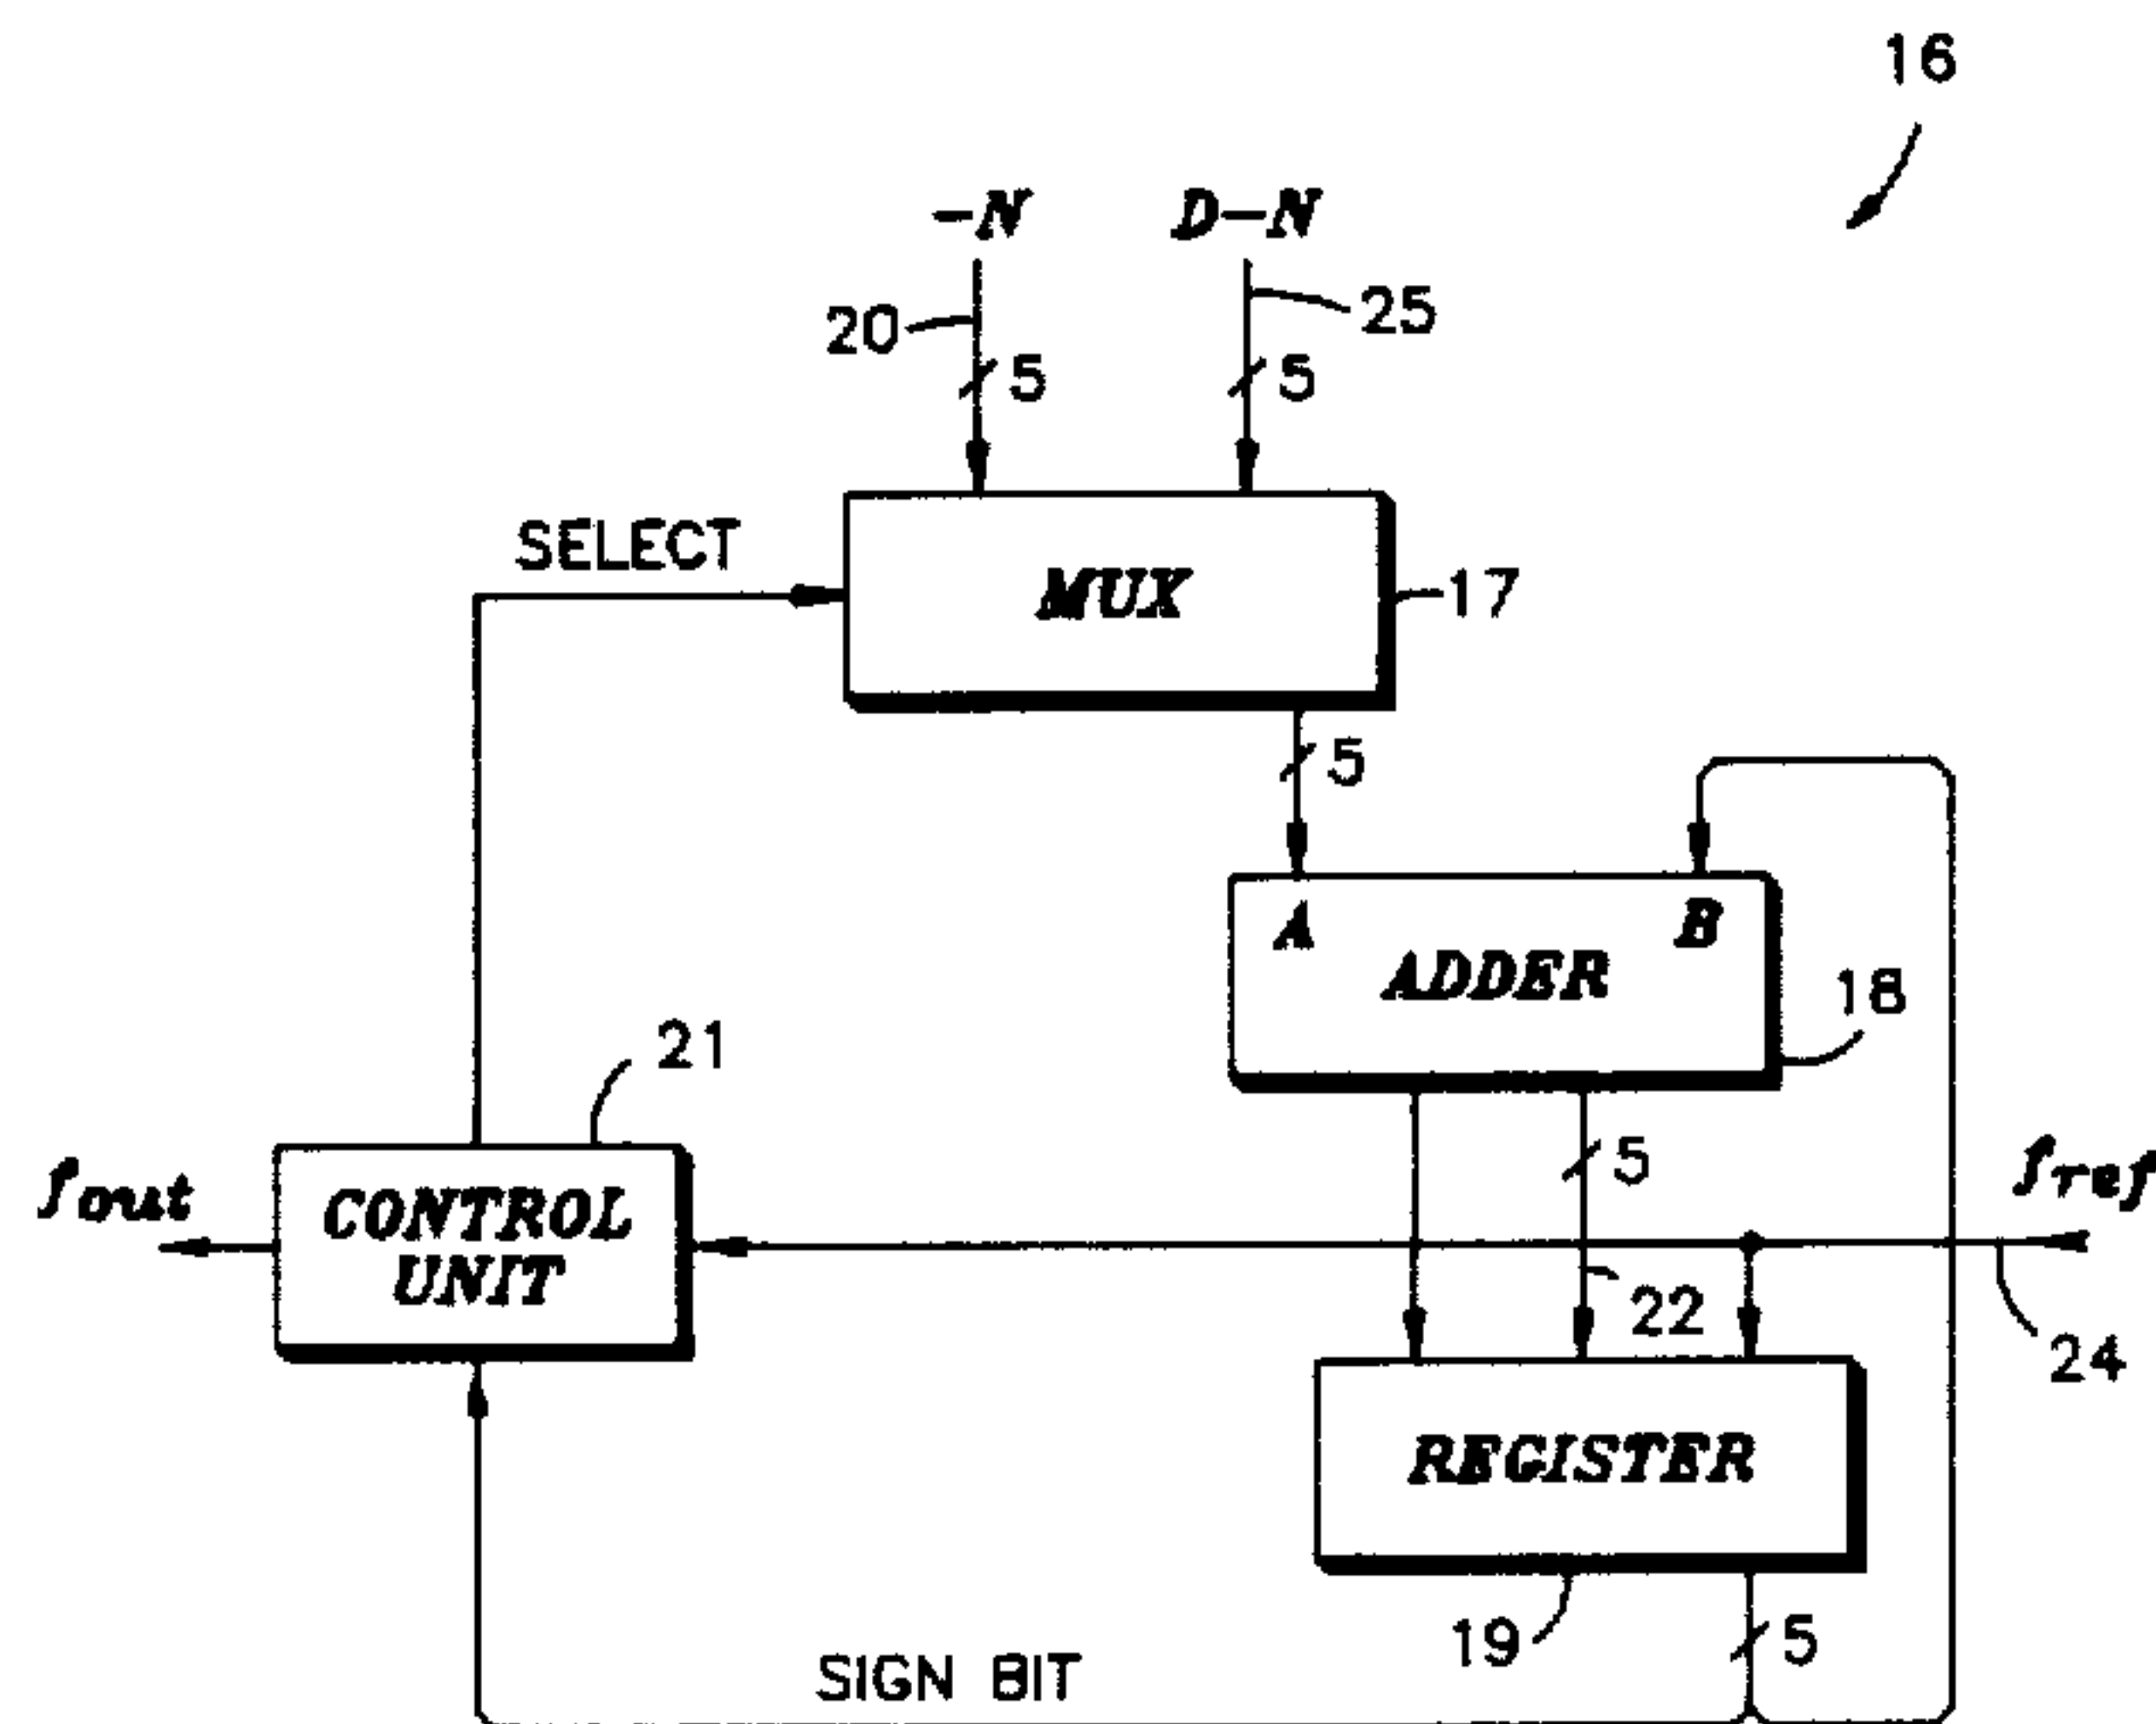 16
-N
D-N
20
25
5
5
SELECT
MUX
17
5
A
B
ADDER
18
21
5
fout
CONTROL
UNIT
fref
22
24
REGISTER
19
5
SIGN BIT